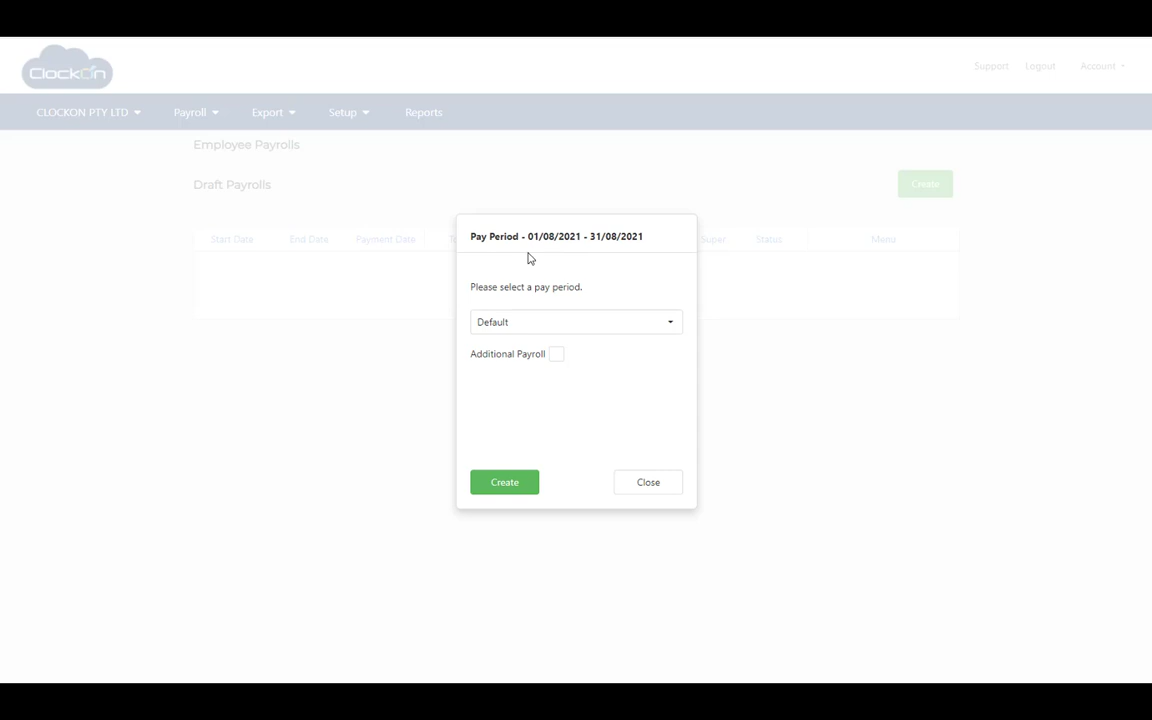 ClockOn
Support Logout Account
CLOCKON PTY LTD Payroll Export Setup Reports
Employee Payrolls
Draft Payrolls Create
Start Date End Date Payment Date Super Status Menu
Pay Period - 01/08/2021 - 31/08/2021
Please select a pay period.
Default
Additional Payroll
Create Close